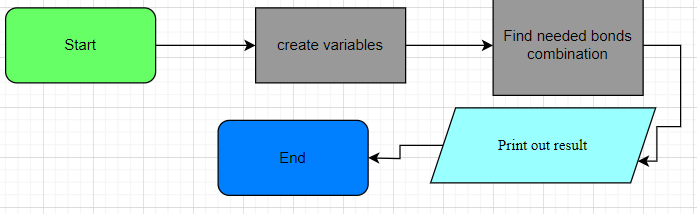 Start
create variables
Find needed bonds
combination
Print out result
End